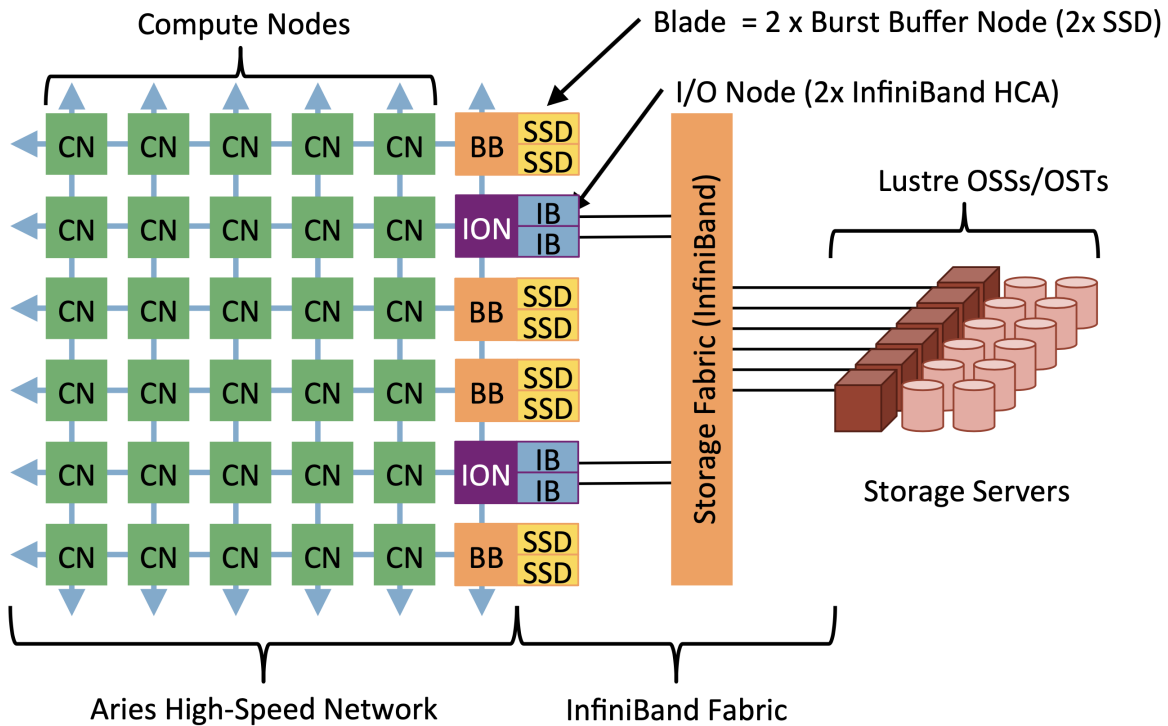 Compute Nodes
Blade = 2 x Burst Buffer Node (2x SSD)
I/O Node (2x InfiniBand HCA)
CN CN CN CN CN BB SSD
SSD
CN CN CN CN CN ION IB
IB
CN CN CN CN CN BB SSD
SSD
CN CN CN CN CN BB SSD
SSD
CN CN CN CN CN ION IB
IB
CN CN CN CN CN BB SSD
SSD
Storage Fabric (InfiniBand)
Lustre OSSs/OSTs
Storage Servers
Aries High-Speed Network
InfiniBand Fabric